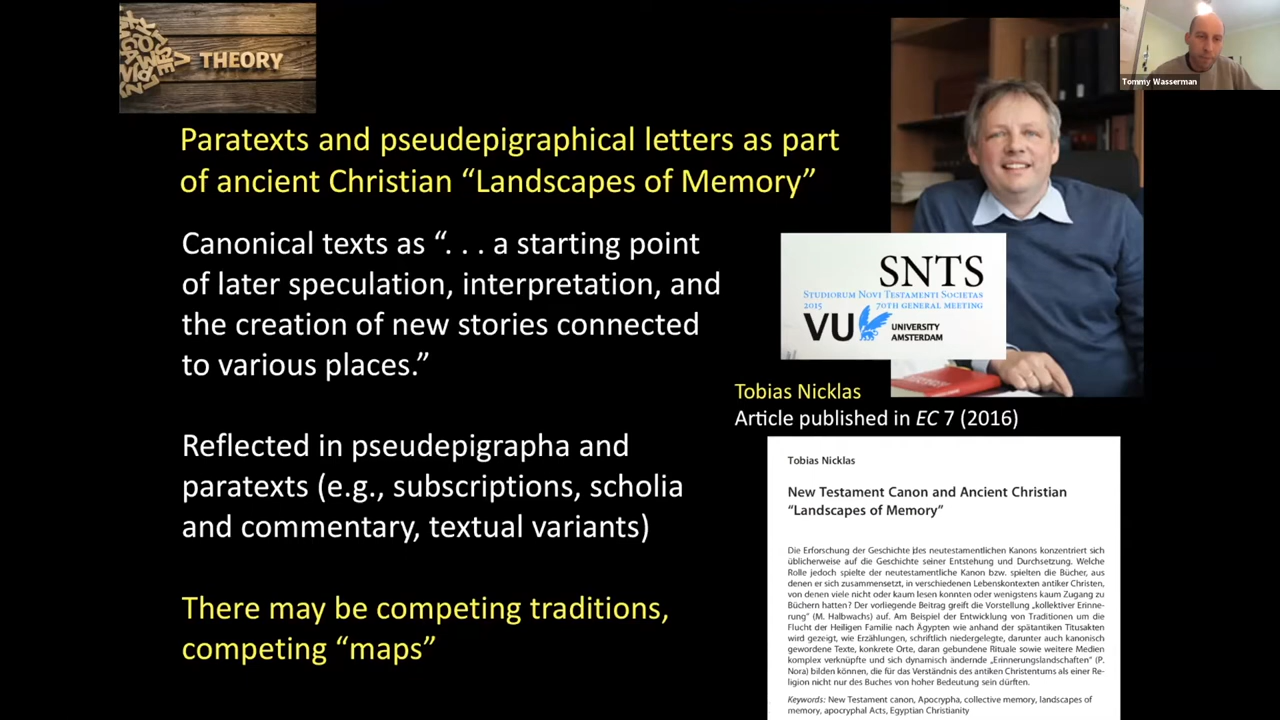 THEORY
Tommy Wasserman
Paratexts and pseudepigraphical letters as part
of ancient Christian “Landscapes of Memory”
Canonical texts as “. . . a starting point
of later speculation, interpretation, and
the creation of new stories connected
to various places.”
Reflected in pseudepigrapha and
paratexts (e.g., subscriptions, scholia
and commentary, textual variants)
There may be competing traditions,
competing “maps”
SNTS
STUDIORUM NOVI TESTAMENTI SOCIETAS
2015 70TH GENERAL MEETING
VU UNIVERSITY
AMSTERDAM
Tobias Nicklas
Article published in EC 7 (2016)
Tobias Nicklas
New Testament Canon and Ancient Christian
“Landscapes of Memory”
Die Erforschung der Geschichte des neutestamentlichen Kanons konzentriert sich
üblicherweise auf die Geschichte seiner Entstehung und Durchsetzung. Welche
Rolle jedoch spielte der neutestamentliche Kanon bzw. spielten die Bücher, aus
denen er sich zusammensetzt, in verschiedenen Lebenskontexten antiker Christen,
von denen viele nicht oder kaum lesen konnten oder wenigstens kaum Zugang zu
Büchern hatten? Der vorliegende Beitrag greift die Vorstellung „kollektiver Erinne-
rung“ (M. Halbwachs) auf. Am Beispiel der Entwicklung von Traditionen um die
Flucht der Heiligen Familie nach Ägypten wie anhand der spätantiken Titusakten
wird gezeigt, wie Erzählungen, schriftlich niedergelegte, darunter auch kanonisch
gewordene Texte, konkrete Orte, daran gebundene Rituale sowie weitere Medien
komplex verknüpfte und sich dynamisch ändernde „Erinnerungslandschaften“ (P.
Nora) bilden können, die für das Verständnis des antiken Christentums als einer Re-
ligion nicht nur des Buches von hoher Bedeutung sein dürften.
Keywords: New Testament canon, Apocrypha, collective memory, landscapes of
memory, apocryphal Acts, Egyptian Christianity